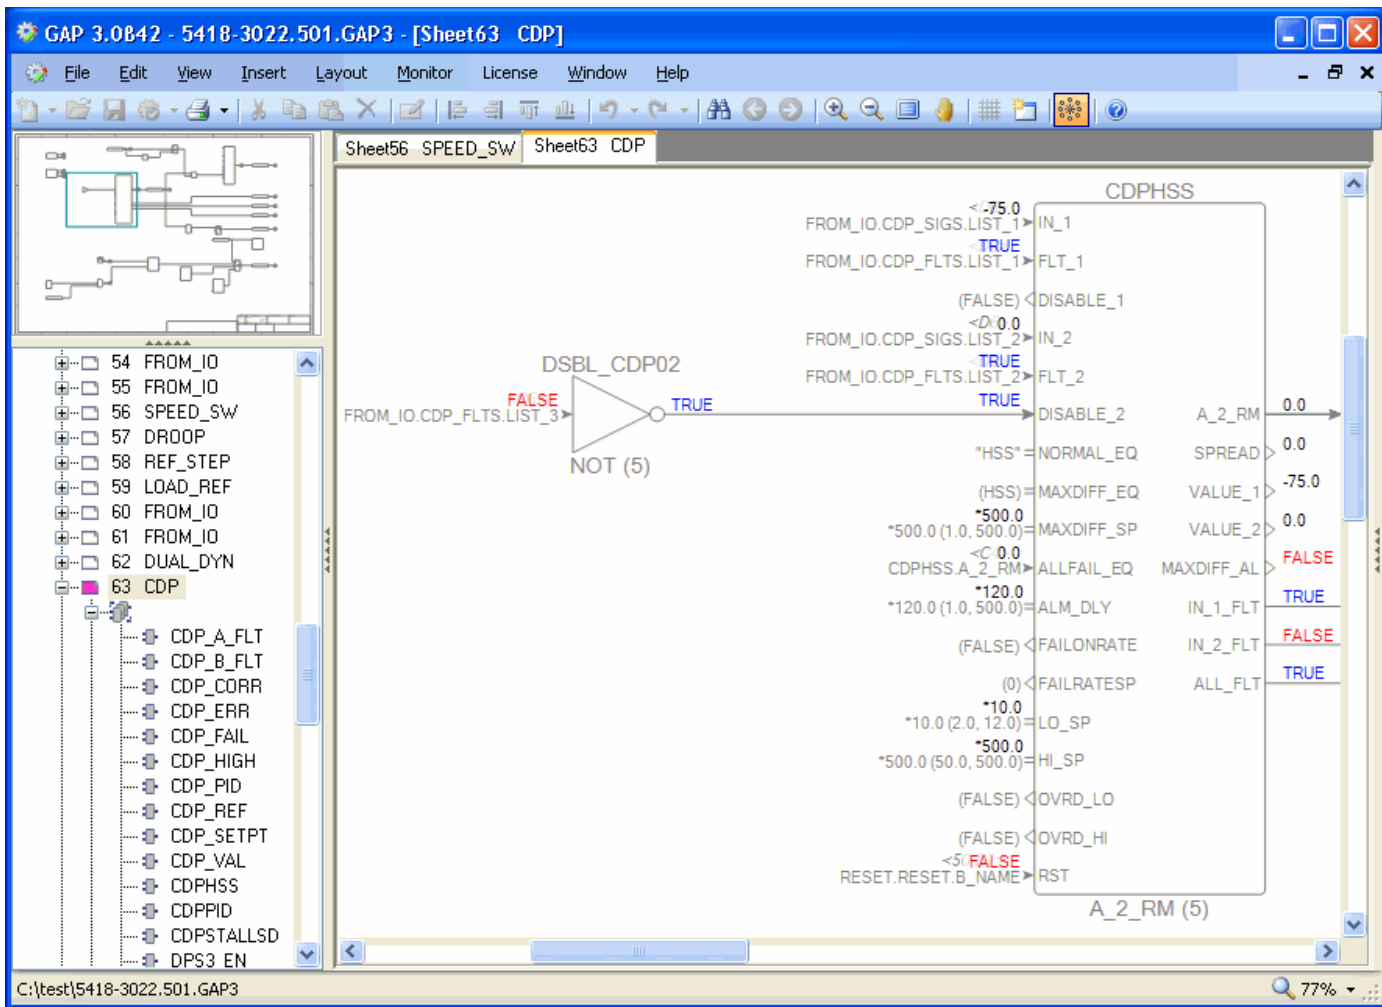 GAP 3.0B42 - 5418-3022.501.GAP3 - [Sheet63 CDP]
File Edit View Insert Layout Monitor License Window Help
Sheet56 SPEED_SW Sheet63 CDP
54 FROM_IO
55 FROM_IO
56 SPEED_SW
57 DROOP
58 REF_STEP
59 LOAD_REF
60 FROM_IO
61 FROM_IO
62 DUAL_DYN
63 CDP
CDP_A_FLT
CDP_B_FLT
CDP_CORR
CDP_ERR
CDP_FAIL
CDP_HIGH
CDP_PID
CDP_REF
CDP_SETPT
CDP_VAL
CDPHSS
CDPPID
CDPSTALLSD
DPS3_EN
DSBL_CDP02
FALSE
FROM_IO.CDP_FLTS.LIST_3
TRUE
NOT (5)
CDPHSS
-75.0
FROM_IO.CDP_SIGS.LIST_1 IN_1
TRUE
FROM_IO.CDP_FLTS.LIST_1 FLT_1
(FALSE) DISABLE_1
0.0
FROM_IO.CDP_SIGS.LIST_2 IN_2
TRUE
FROM_IO.CDP_FLTS.LIST_2 FLT_2
TRUE
DISABLE_2 A_2_RM 0.0
"HSS" NORMAL_EQ SPREAD 0.0
(HSS) MAXDIFF_EQ VALUE_1 -75.0
*500.0
*500.0 (1.0, 500.0) MAXDIFF_SP VALUE_2 0.0
<C 0.0
CDPHSS.A_2_RM ALLFAIL_EQ MAXDIFF_AL FALSE
*120.0
*120.0 (1.0, 500.0) ALM_DLY IN_1_FLT TRUE
(FALSE) FAILONRATE IN_2_FLT FALSE
(0) FAILRATESP ALL_FLT TRUE
*10.0
*10.0 (2.0, 12.0) LO_SP
*500.0
*500.0 (50.0, 500.0) HI_SP
(FALSE) OVRD_LO
(FALSE) OVRD_HI
FALSE
RESET.RESET.B_NAME RST
A_2_RM (5)
C:\test\5418-3022.501.GAP3
77%